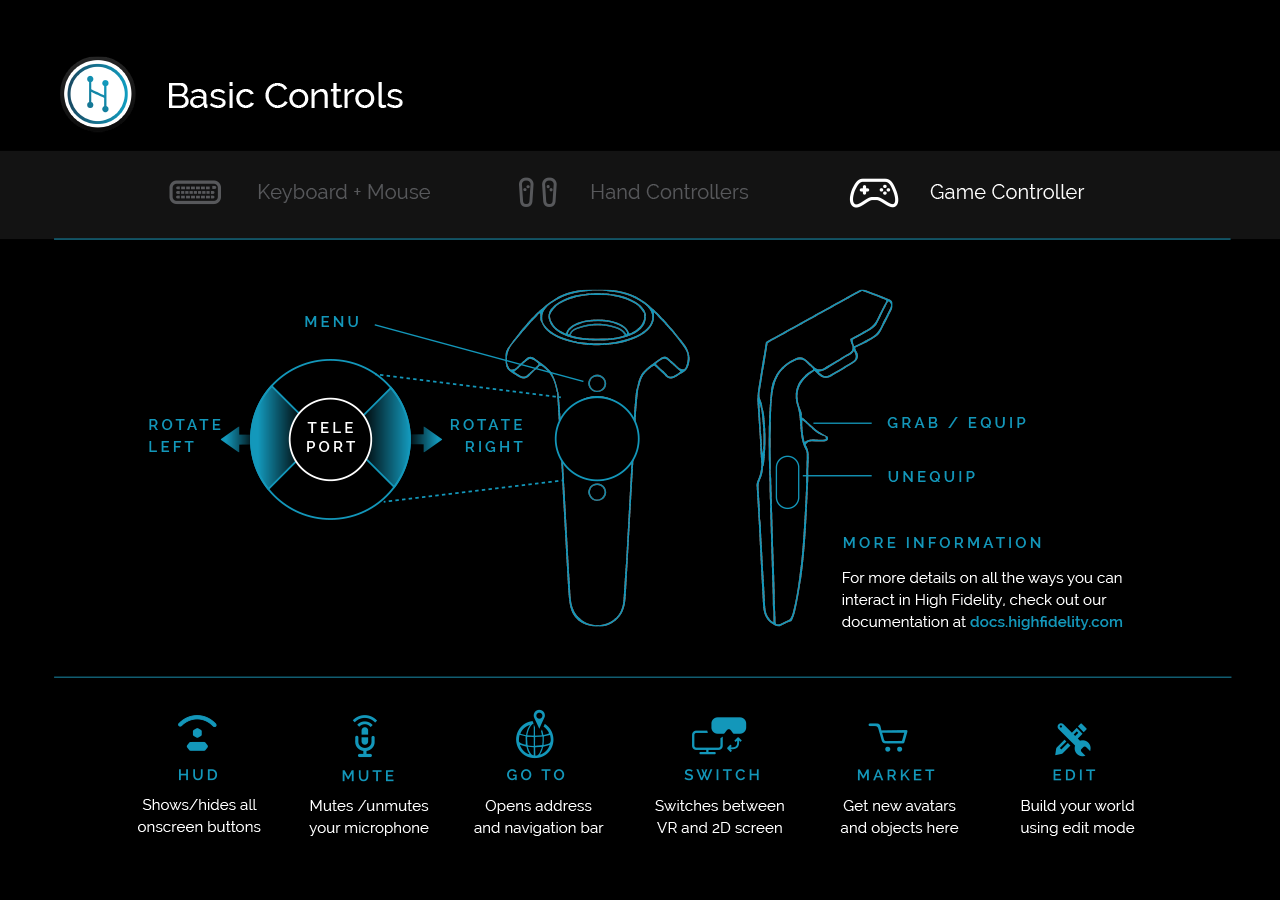 Basic Controls
Keyboard + Mouse
Hand Controllers
Game Controller
MENU
ROTATE
LEFT
TELE
PORT
ROTATE
RIGHT
GRAB / EQUIP
UNEQUIP
MORE INFORMATION
For more details on all the ways you can
interact in High Fidelity, check out our
documentation at docs.highfidelity.com
HUD
Shows/hides all
onscreen buttons
MUTE
Mutes /unmutes
your microphone
GO TO
Opens address
and navigation bar
SWITCH
Switches between
VR and 2D screen
MARKET
Get new avatars
and objects here
EDIT
Build your world
using edit mode